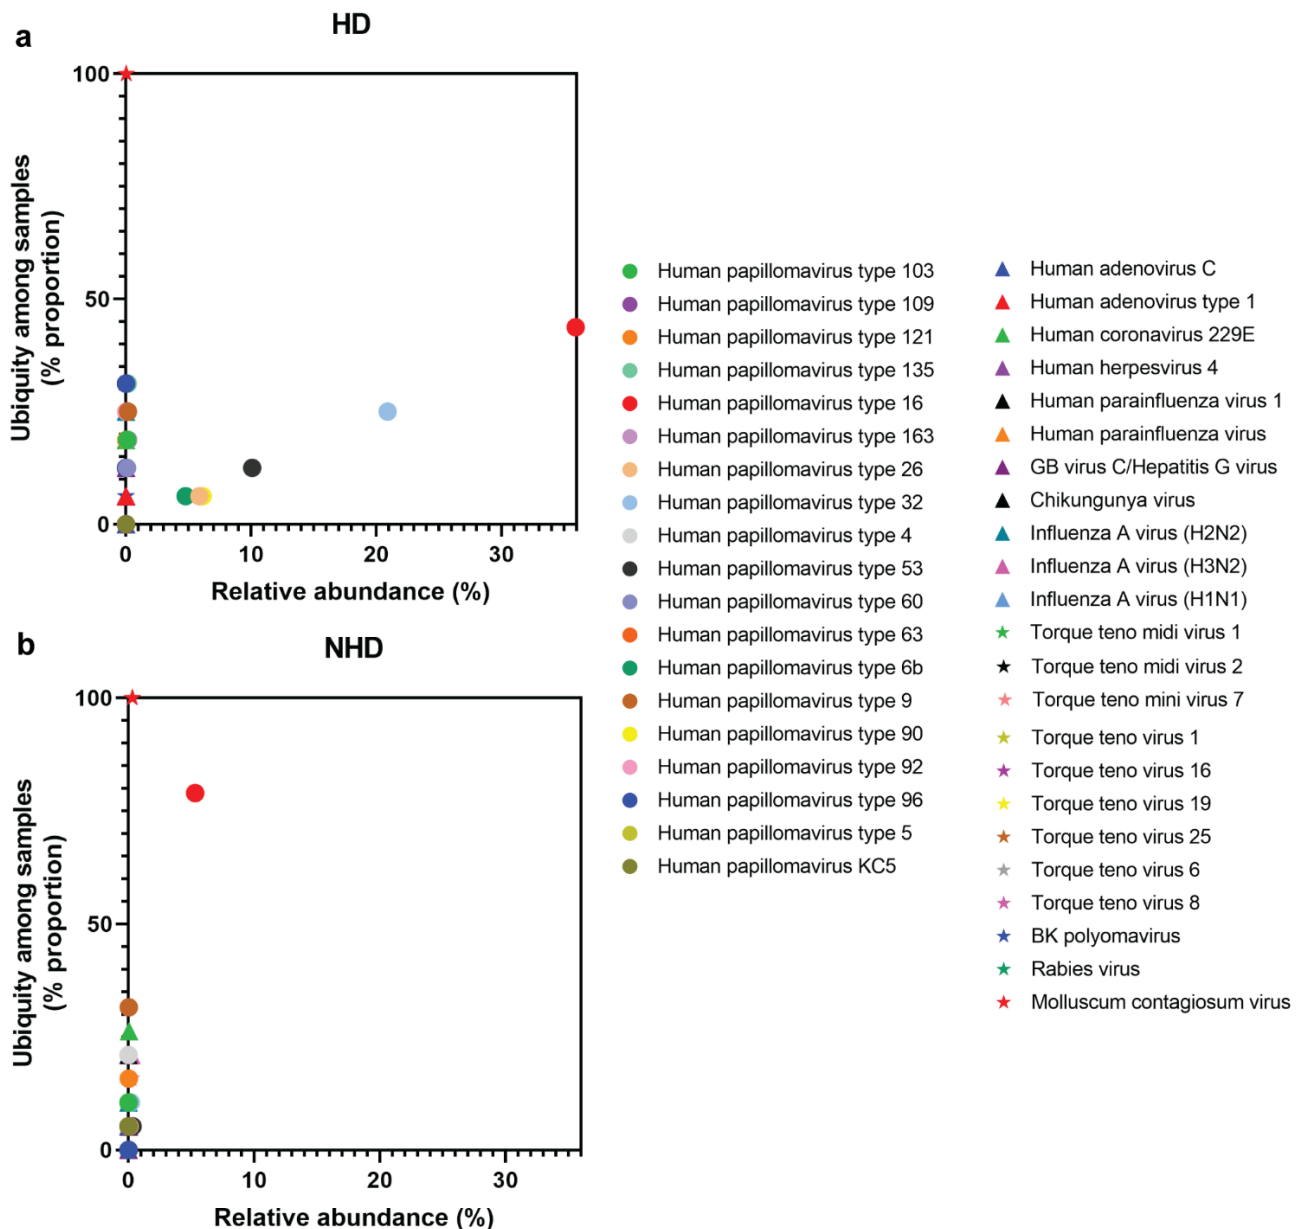 a
HD
100
50
0
Ubiquity among samples
(% proportion)
0
10
20
30
Relative abundance (%)
b
NHD
100
50
0
Ubiquity among samples
(% proportion)
0
10
20
30
Relative abundance (%)
Human papillomavirus type 103
Human papillomavirus type 109
Human papillomavirus type 121
Human papillomavirus type 135
Human papillomavirus type 16
Human papillomavirus type 163
Human papillomavirus type 26
Human papillomavirus type 32
Human papillomavirus type 4
Human papillomavirus type 53
Human papillomavirus type 60
Human papillomavirus type 63
Human papillomavirus type 6b
Human papillomavirus type 9
Human papillomavirus type 90
Human papillomavirus type 92
Human papillomavirus type 96
Human papillomavirus type 5
Human papillomavirus KC5
Human adenovirus C
Human adenovirus type 1
Human coronavirus 229E
Human herpesvirus 4
Human parainfluenza virus 1
Human parainfluenza virus
GB virus C/Hepatitis G virus
Chikungunya virus
Influenza A virus (H2N2)
Influenza A virus (H3N2)
Influenza A virus (H1N1)
Torque teno midi virus 1
Torque teno midi virus 2
Torque teno mini virus 7
Torque teno virus 1
Torque teno virus 16
Torque teno virus 19
Torque teno virus 25
Torque teno virus 6
Torque teno virus 8
BK polyomavirus
Rabies virus
Molluscum contagiosum virus